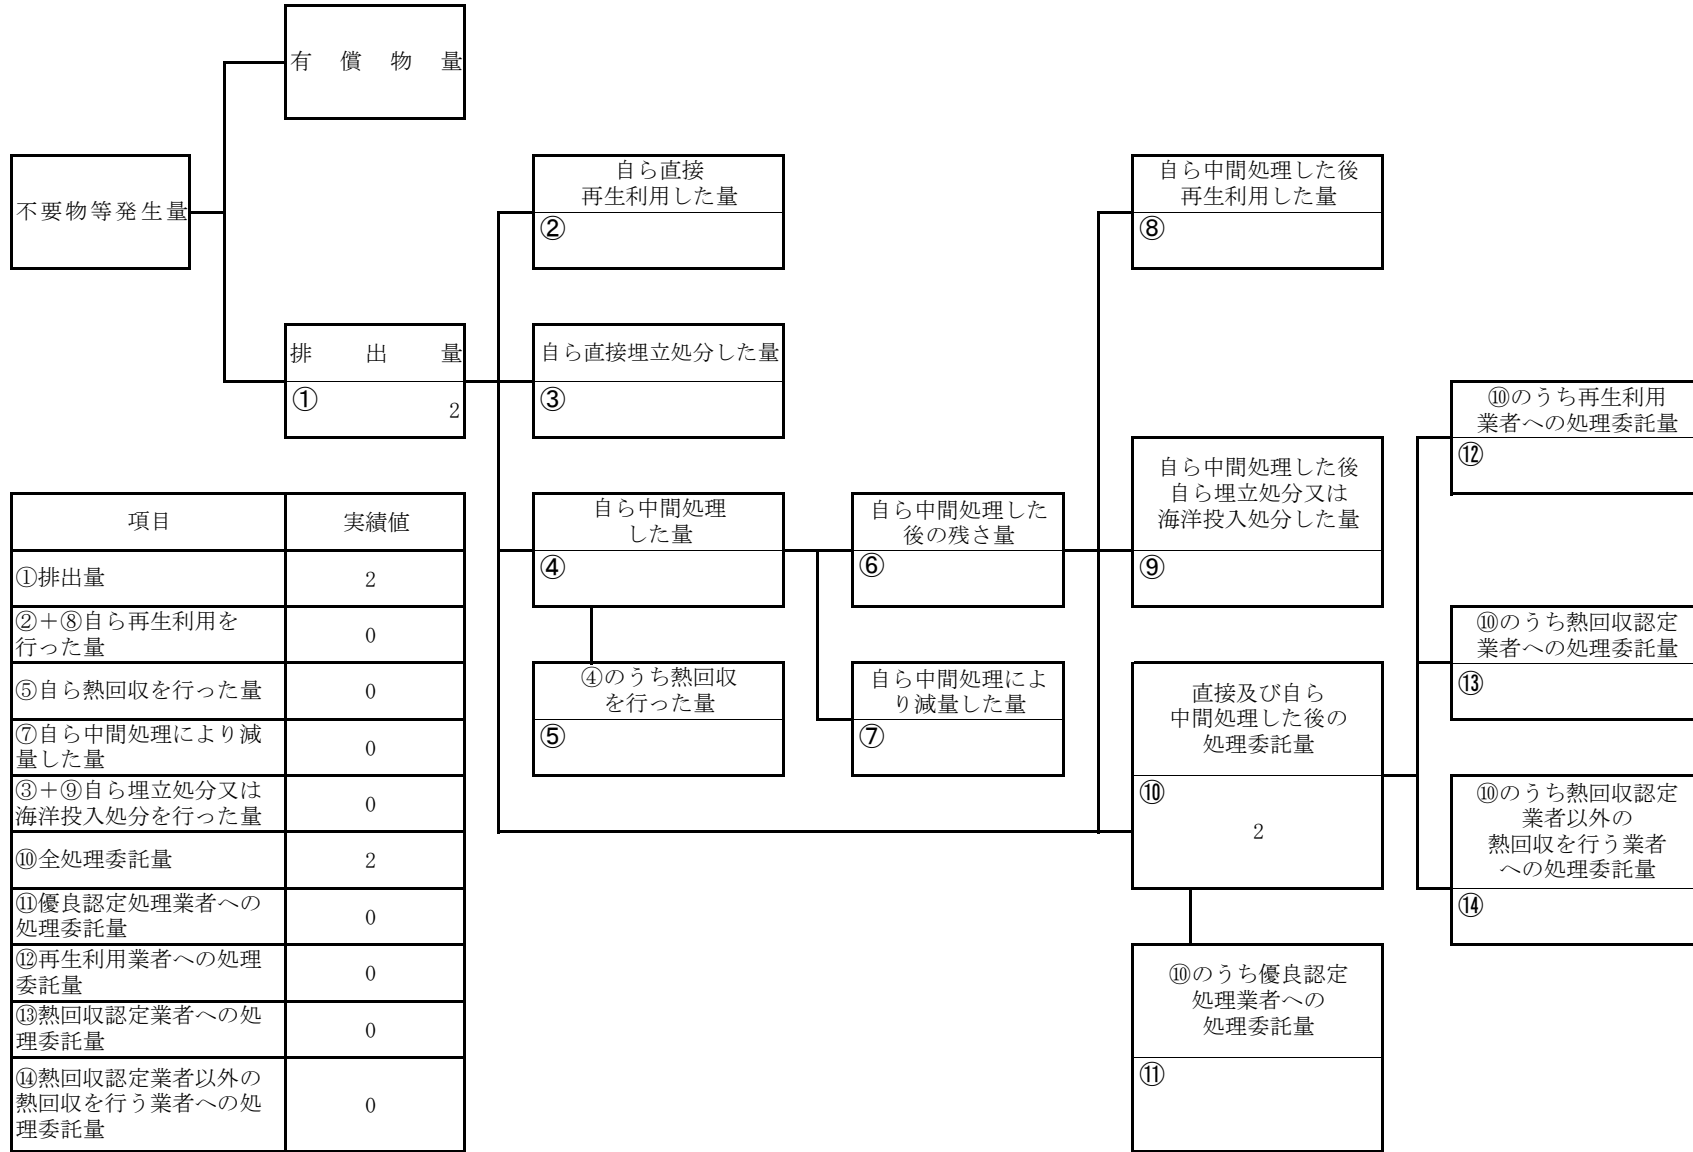 有償物量
不要物等発生量
自ら直接
再生利用した量
②
自ら中間処理した後
再生利用した量
⑧
排出量
①
2
自ら直接埋立処分した量
③
⑩のうち再生利用
業者への処理委託量
⑫
自ら中間処理
した量
④
自ら中間処理した
後の残さ量
⑥
自ら中間処理した後
自ら埋立処分又は
海洋投入処分した量
⑨
⑩のうち熱回収認定
業者への処理委託量
⑬
④のうち熱回収
を行った量
⑤
自ら中間処理によ
り減量した量
⑦
直接及び自ら
中間処理した後の
処理委託量
⑩
2
⑩のうち熱回収認定
業者以外の
熱回収を行う業者
への処理委託量
⑭
⑩のうち優良認定
処理業者への
処理委託量
⑪
項目 実績値
①排出量 2
②＋⑧自ら再生利用を
行った量 0
⑤自ら熱回収を行った量 0
⑦自ら中間処理により減
量した量 0
③＋⑨自ら埋立処分又は
海洋投入処分を行った量 0
⑩全処理委託量 2
⑪優良認定処理業者への
処理委託量 0
⑫再生利用業者への処理
委託量 0
⑬熱回収認定業者への処
理委託量 0
⑭熱回収認定業者以外の
熱回収を行う業者への処
理委託量 0